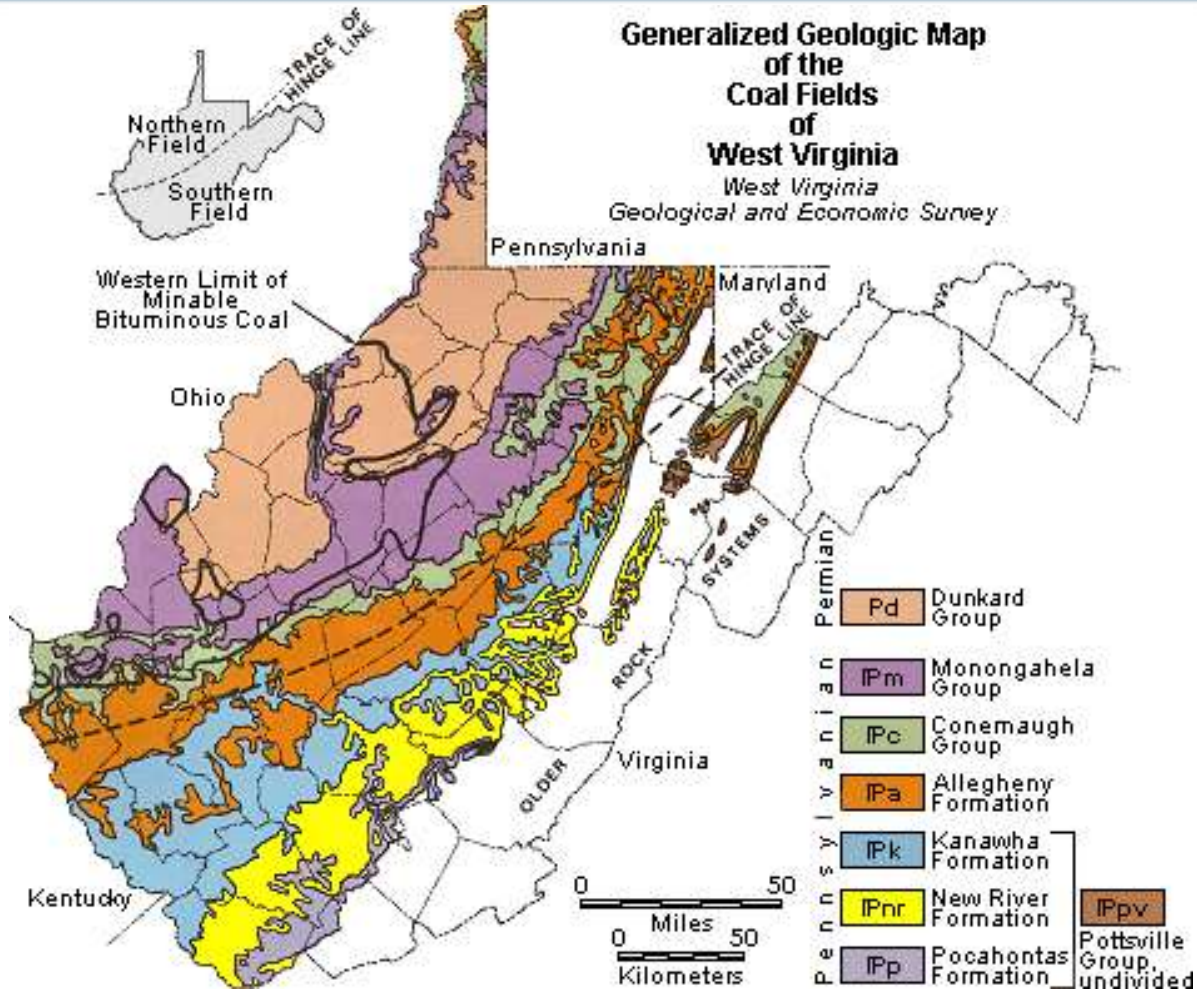 Generalized Geologic Map
of the
Coal Fields
of
West Virginia
West Virginia
Geological and Economic Survey
TRACE OF
HINGE LINE
Northern
Field
Southern
Field
Western Limit of
Minable
Bituminous Coal
Pennsylvania
Maryland
TRACE OF
HINGE LINE
Ohio
OLDER
ROCK
SYSTEMS
Virginia
Kentucky
0 50
Miles
0 50
Kilometers
Permian
Pd Dunkard
Group
Pennsylvanian
IPm Monongahela
Group
IPc Conemaugh
Group
IPa Allegheny
Formation
IPk Kanawha
Formation
IPnr New River
Formation
IPp Pocahontas
Formation
IPpv
Pottsville
Group,
undivided